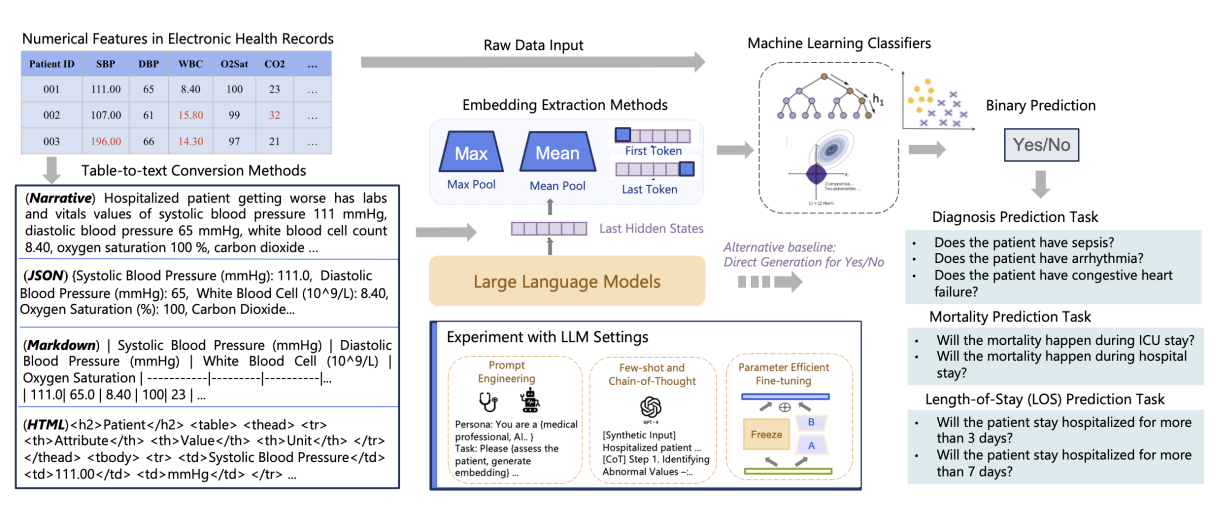 Numerical Features in Electronic Health Records
Patient ID SBP DBP WBC O2Sat CO2 ...
001 111.00 65 8.40 100 23 ...
002 107.00 61 15.80 99 32 ...
003 196.00 66 14.30 97 21 ...
Table-to-text Conversion Methods
(Narrative) Hospitalized patient getting worse has labs
and vitals values of systolic blood pressure 111 mmHg,
diastolic blood pressure 65 mmHg, white blood cell count
8.40, oxygen saturation 100 %, carbon dioxide ...
(JSON) {Systolic Blood Pressure (mmHg): 111.0, Diastolic
Blood Pressure (mmHg): 65, White Blood Cell (10^9/L): 8.40,
Oxygen Saturation (%): 100, Carbon Dioxide...
(Markdown) | Systolic Blood Pressure (mmHg) | Diastolic
Blood Pressure (mmHg) | White Blood Cell (10^9/L) |
Oxygen Saturation | -----------|---------|----------|...
| 111.0| 65.0 | 8.40 | 100| 23 | ...
(HTML)<h2>Patient</h2> <table> <thead> <tr>
<th>Attribute</th> <th>Value</th> <th>Unit</th> </tr>
</thead> <tbody> <tr> <td>Systolic Blood Pressure</td>
<td>111.00</td> <td>mmHg</td> </tr> ...
Raw Data Input
Embedding Extraction Methods
Max
Max Pool
Mean
Mean Pool
First Token
Last Token
Last Hidden States
Large Language Models
Alternative baseline:
Direct Generation for Yes/No
Experiment with LLM Settings
Prompt
Engineering
Persona: You are a {medical
professional, AI.. }
Task: Please {assess the
patient, generate
embedding} ...
Few-shot and
Chain-of-Thought
GPT-4
[Synthetic Input]
Hospitalized patient ...
[CoT] Step 1. Identifying
Abnormal Values –:..
Parameter Efficient
Fine-tuning
Freeze
B
A
Machine Learning Classifiers
h1
Compromise...
Two parameters ...
L1 + L2 Norm
Binary Prediction
Yes/No
Diagnosis Prediction Task
• Does the patient have sepsis?
• Does the patient have arrhythmia?
• Does the patient have congestive heart
failure?
Mortality Prediction Task
• Will the mortality happen during ICU stay?
• Will the mortality happen during hospital
stay?
Length-of-Stay (LOS) Prediction Task
• Will the patient stay hospitalized for more
than 3 days?
• Will the patient stay hospitalized for more
than 7 days?